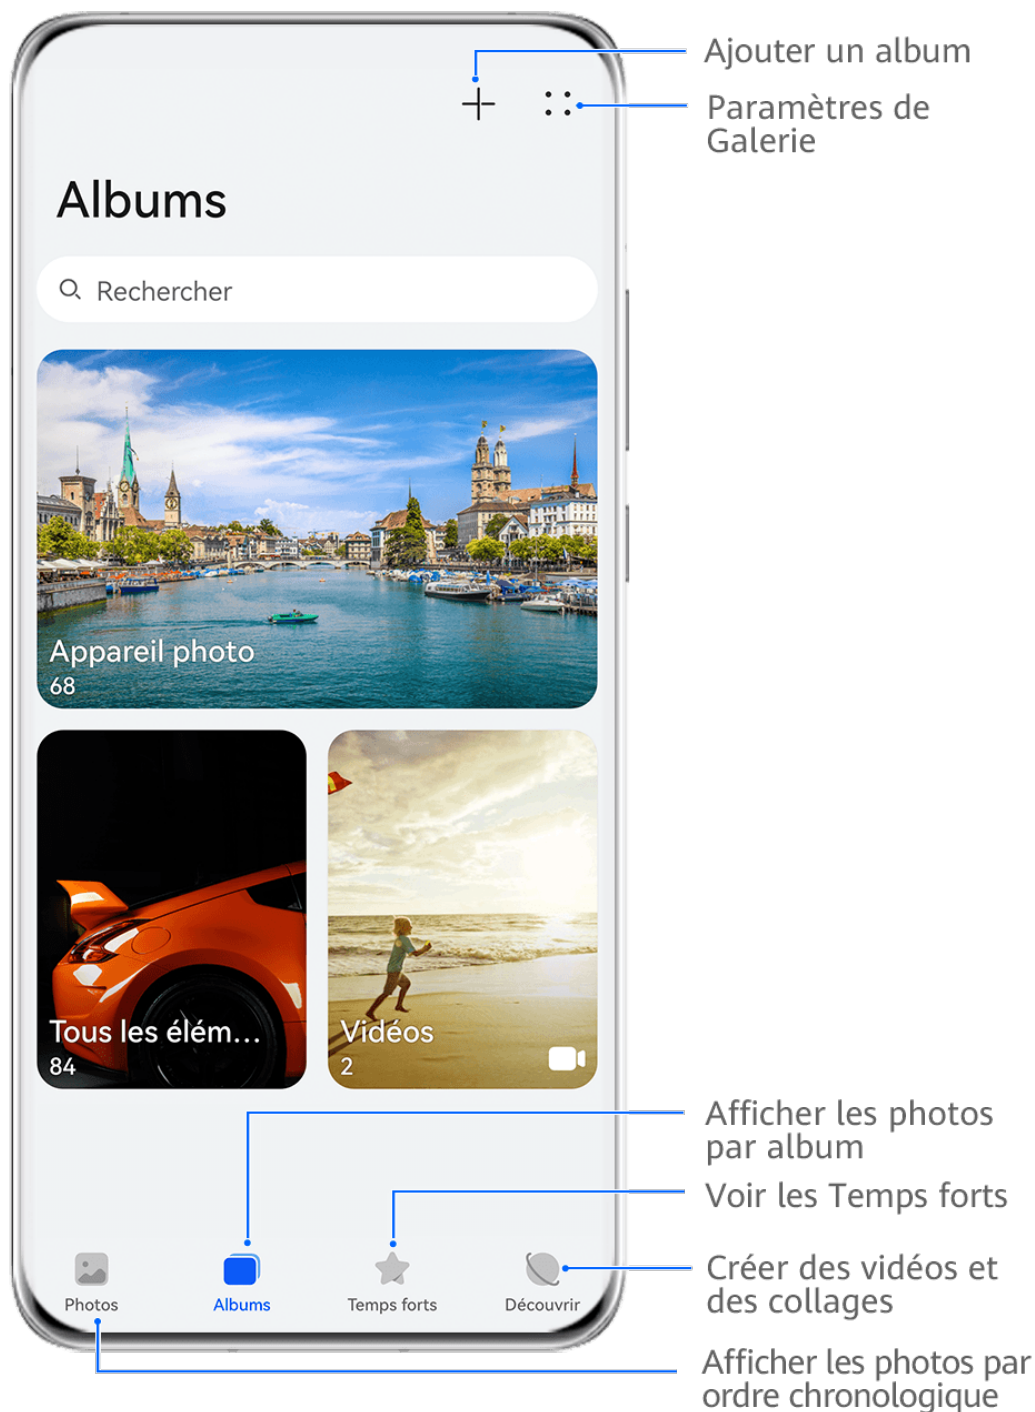 Ajouter un album
Paramètres de
Galerie
Albums
Rechercher
Appareil photo
68
Tous les élém...
84
Vidéos
2
Afficher les photos
par album
Voir les Temps forts
Créer des vidéos et
des collages
Photos
Albums
Temps forts
Découvrir
Afficher les photos par
ordre chronologique